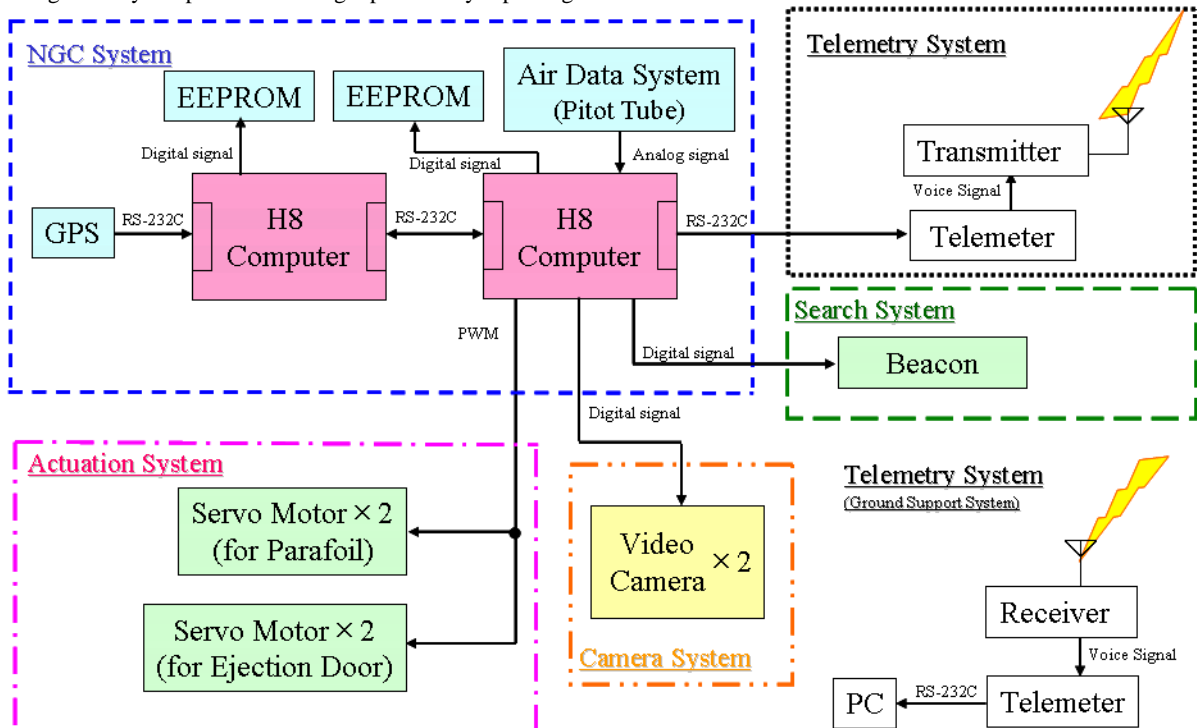 NGC System
EEPROM
EEPROM
Air Data System
(Pitot Tube)
Digital signal
Digital signal
Analog signal
GPS
RS-232C
H8
Computer
RS-232C
H8
Computer
RS-232C
PWM
Digital signal
Digital signal
Telemetry System
Transmitter
Voice Signal
Telemeter
Search System
Beacon
Actuation System
Servo Motor × 2
(for Parafoil)
Servo Motor × 2
(for Ejection Door)
Video
Camera
× 2
Camera System
Telemetry System
(Ground Support System)
Receiver
Voice Signal
PC
RS-232C
Telemeter